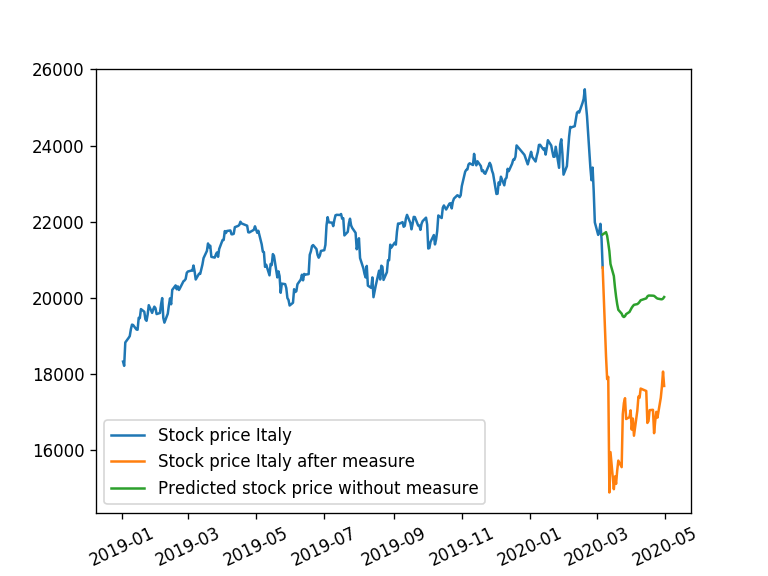 26000
24000
22000
20000
18000
16000
Stock price Italy
Stock price Italy after measure
Predicted stock price without measure
2019-01 2019-03 2019-05 2019-07 2019-09 2019-11 2020-01 2020-03 2020-05